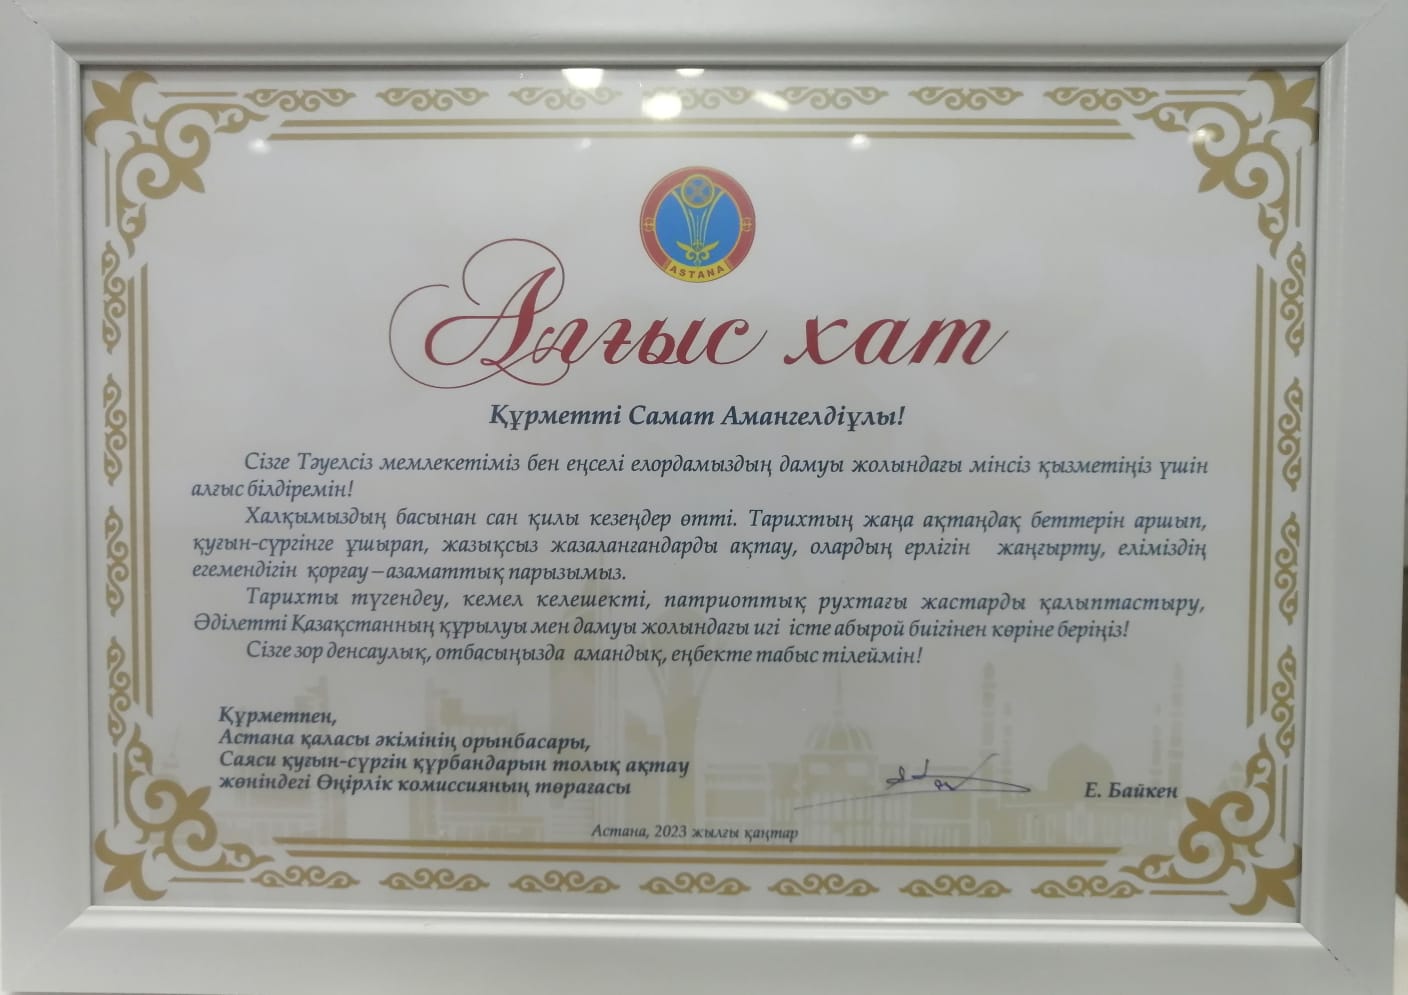 ASTANA
Алғыс хат
Құрметті Самат Амангелдіұлы!
Сізге Тәуелсіз мемлекетіміз бен еңселі елордамыздың дамуы жолындағы мінсіз қызметіңіз үшін
алғыс білдіремін!
Халқымыздың басынан сан қилы кезеңдер өтті. Тарихтың жаңа ақтаңдақ беттерін аршып,
қуғын-сүргінге ұшырап, жазықсыз жазаланғандарды ақтау, олардың ерлігін жаңғырту, еліміздің
егемендігін қорғау – азаматтық парызымыз.
Тарихты түгендеу, кемел келешекті, патриоттық рухтағы жастарды қалыптастыру,
Әділетті Қазақстанның құрылуы мен дамуы жолындағы игі істе абырой биігінен көріне беріңіз!
Сізге зор денсаулық, отбасыңызда амандық, еңбекте табыс тілеймін!
Құрметпен,
Астана қаласы әкімінің орынбасары,
Саяси қуғын-сүргін құрбандарын толық ақтау
жөніндегі Өңірлік комиссияның төрағасы
Е. Байкен
Астана, 2023 жылғы қаңтар